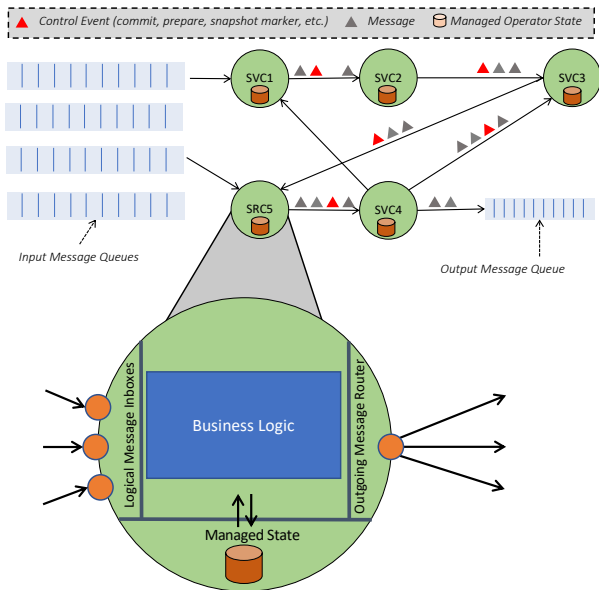 Control Event (commit, prepare, snapshot marker, etc.) Message Managed Operator State
SVC1 SVC2 SVC3
SRC5 SVC4
Input Message Queues
Output Message Queue
Logical Message Inboxes
Business Logic
Outgoing Message Router
Managed State